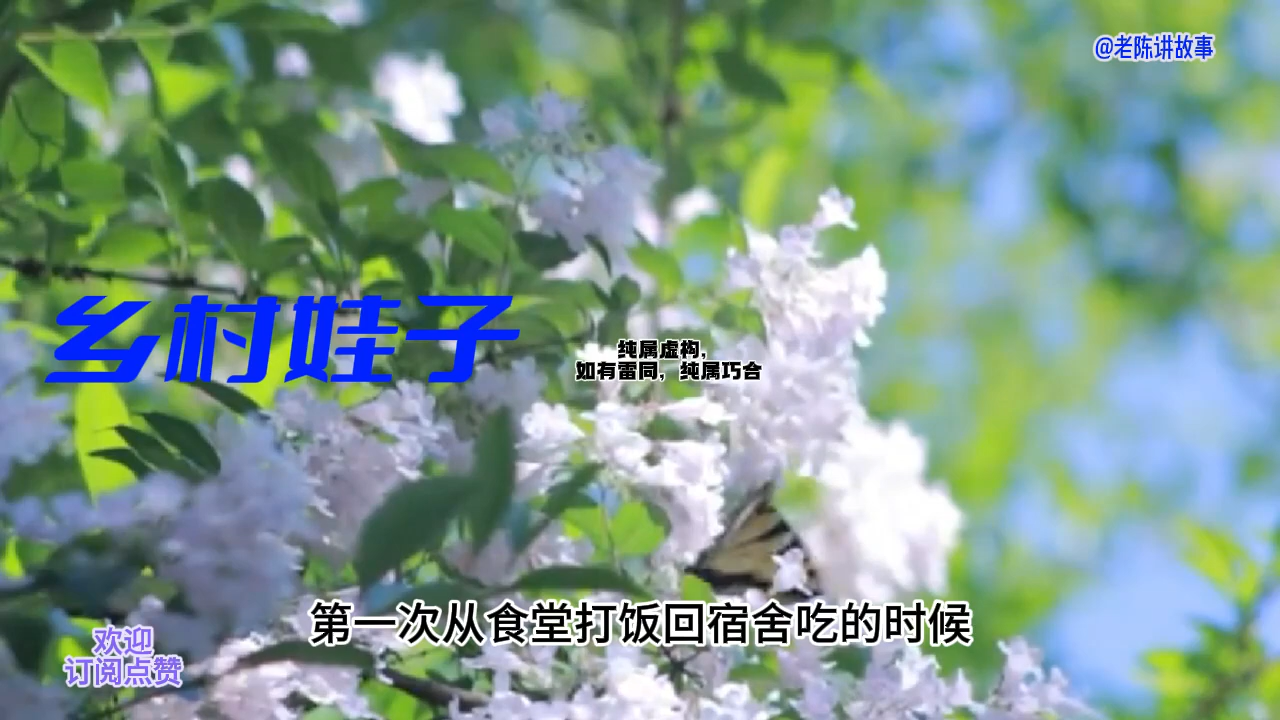 @老陈讲故事
乡村娃子
纯属虚构，
如有雷同，纯属巧合
第一次从食堂打饭回宿舍吃的时候
欢迎
订阅点赞